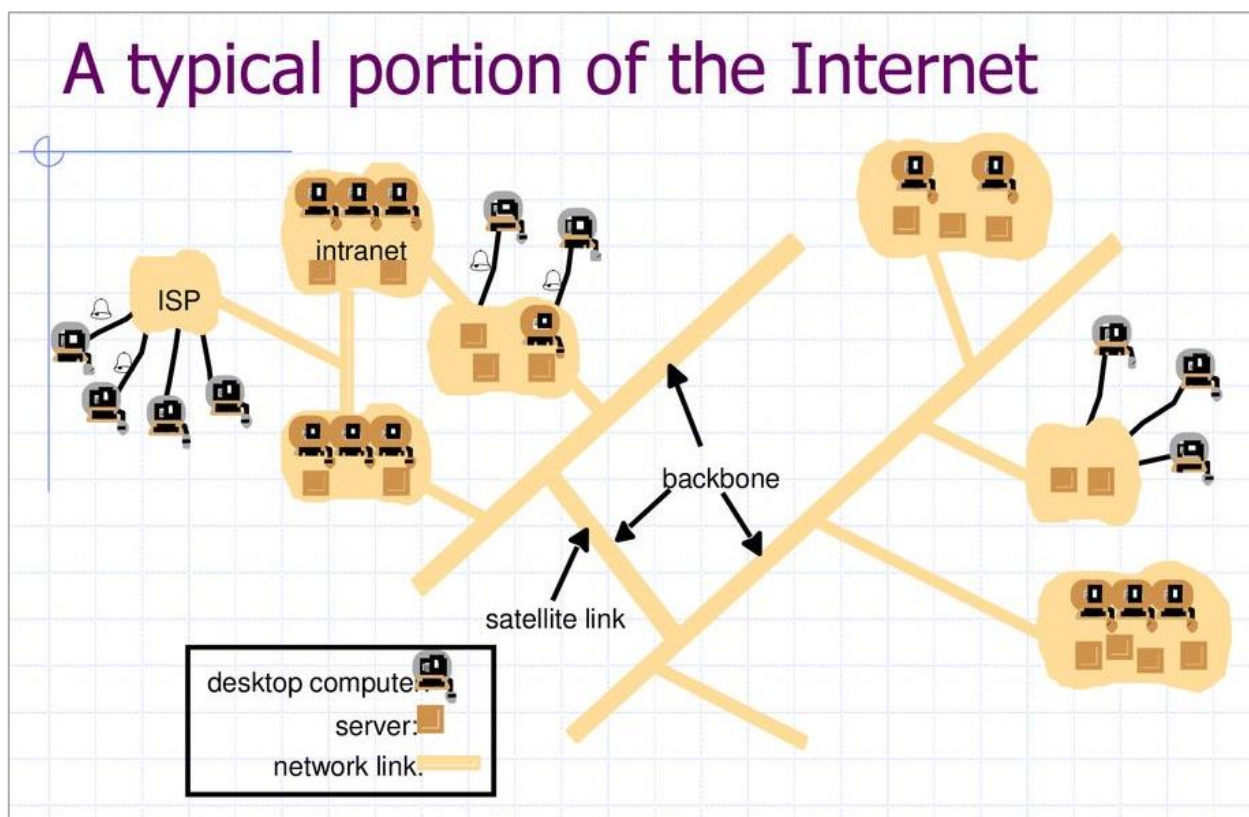 A typical portion of the Internet
intranet
ISP
backbone
satellite link
desktop compute
server:
network link: